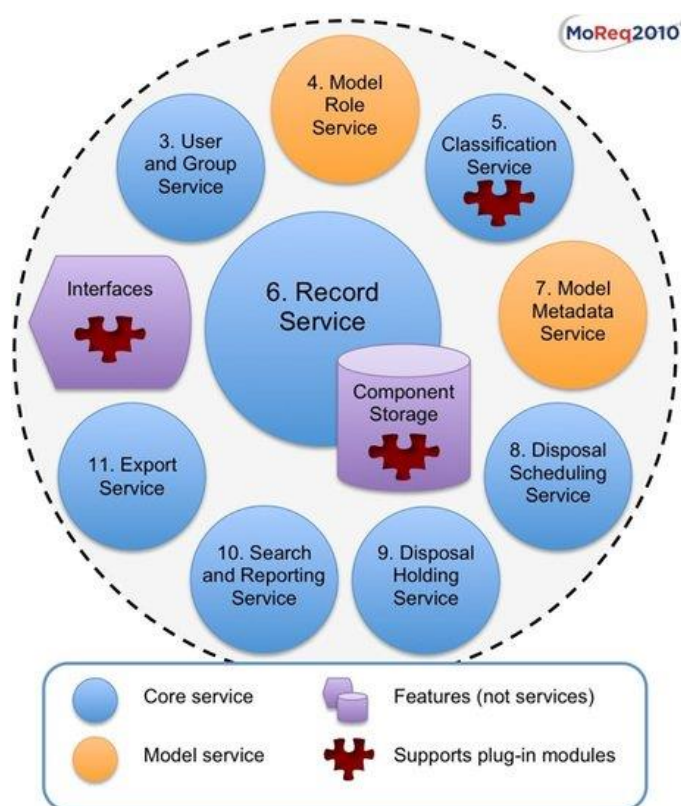 MoReq2010
4. Model
Role
Service
3. User
and Group
Service
5.
Classification
Service
Interfaces
6. Record
Service
7. Model
Metadata
Service
Component
Storage
11. Export
Service
8. Disposal
Scheduling
Service
10. Search
and Reporting
Service
9. Disposal
Holding
Service
Core service
Features (not services)
Model service
Supports plug-in modules